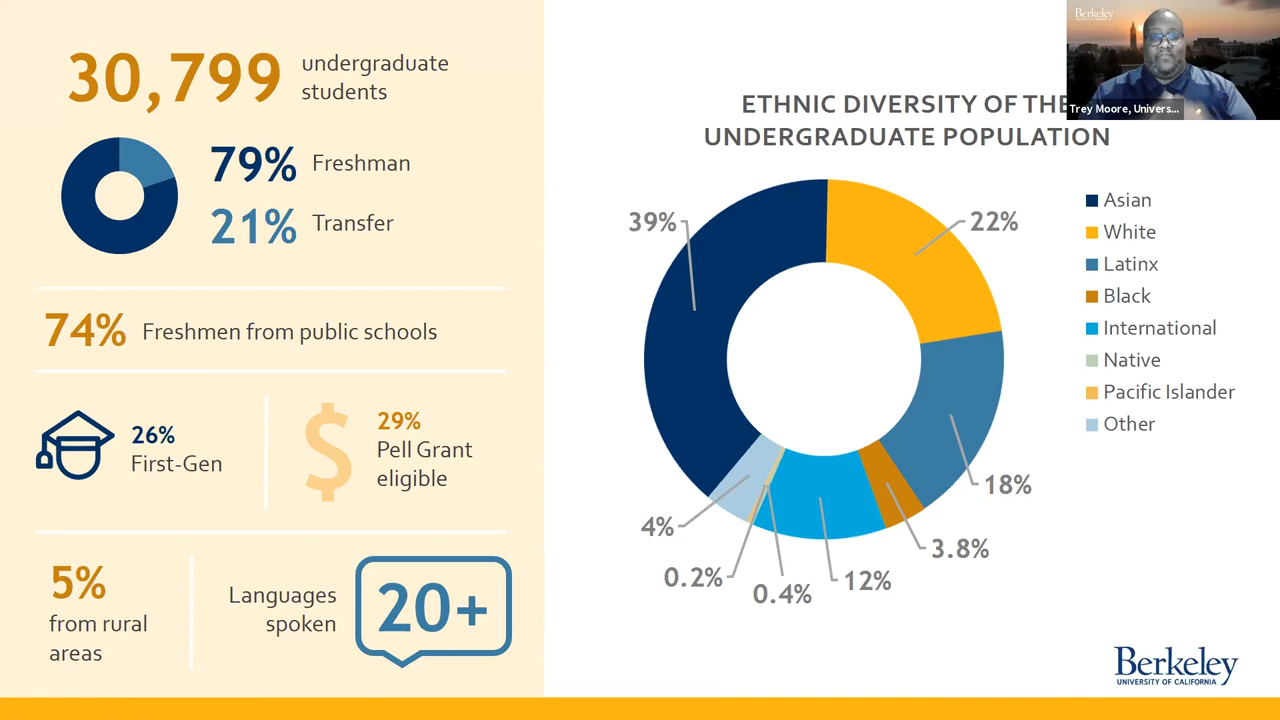 30,799 undergraduate
students
79% Freshman
21% Transfer
74% Freshmen from public schools
26%
First-Gen
$
29%
Pell Grant
eligible
5%
from rural
areas
Languages
spoken
20+
ETHNIC DIVERSITY OF THE
UNDERGRADUATE POPULATION
39%
22%
18%
3.8%
12%
0.4%
0.2%
4%
Asian
White
Latinx
Black
International
Native
Pacific Islander
Other
Berkeley
Trey Moore, Univers...
Berkeley
UNIVERSITY OF CALIFORNIA